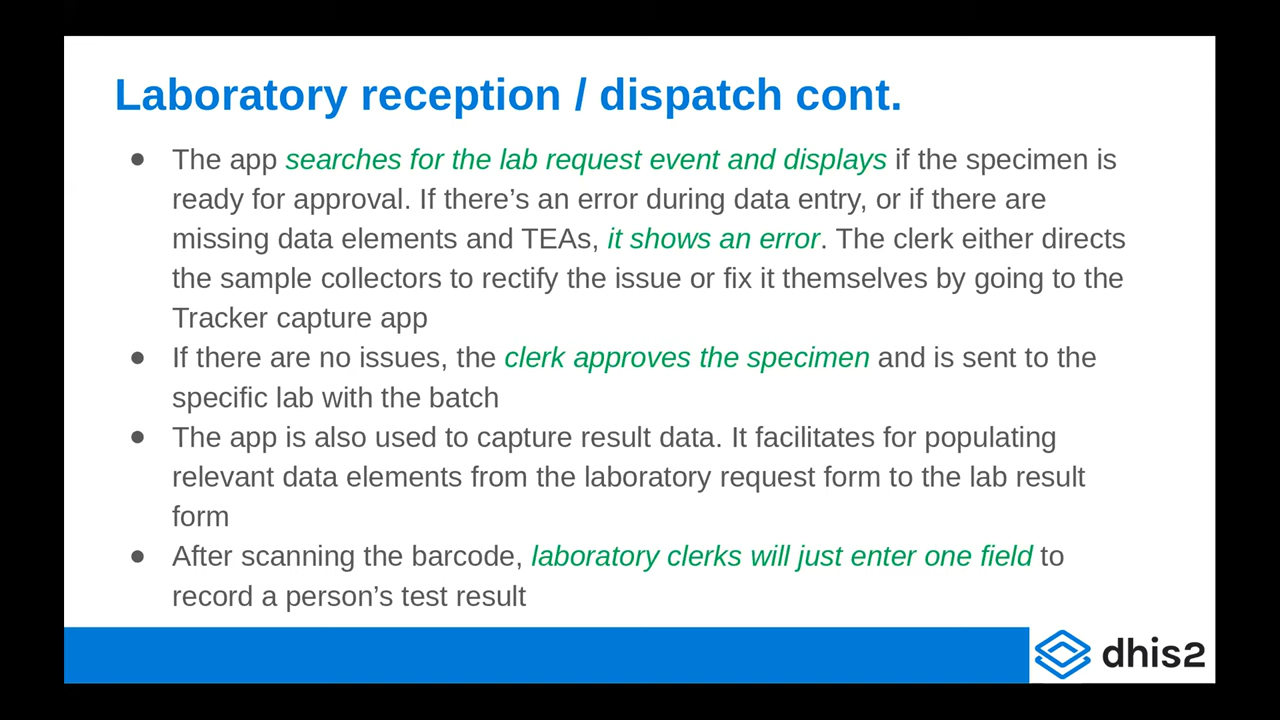 Laboratory reception / dispatch cont.
● The app searches for the lab request event and displays if the specimen is
ready for approval. If there’s an error during data entry, or if there are
missing data elements and TEAs, it shows an error. The clerk either directs
the sample collectors to rectify the issue or fix it themselves by going to the
Tracker capture app
● If there are no issues, the clerk approves the specimen and is sent to the
specific lab with the batch
● The app is also used to capture result data. It facilitates for populating
relevant data elements from the laboratory request form to the lab result
form
● After scanning the barcode, laboratory clerks will just enter one field to
record a person’s test result
dhis2